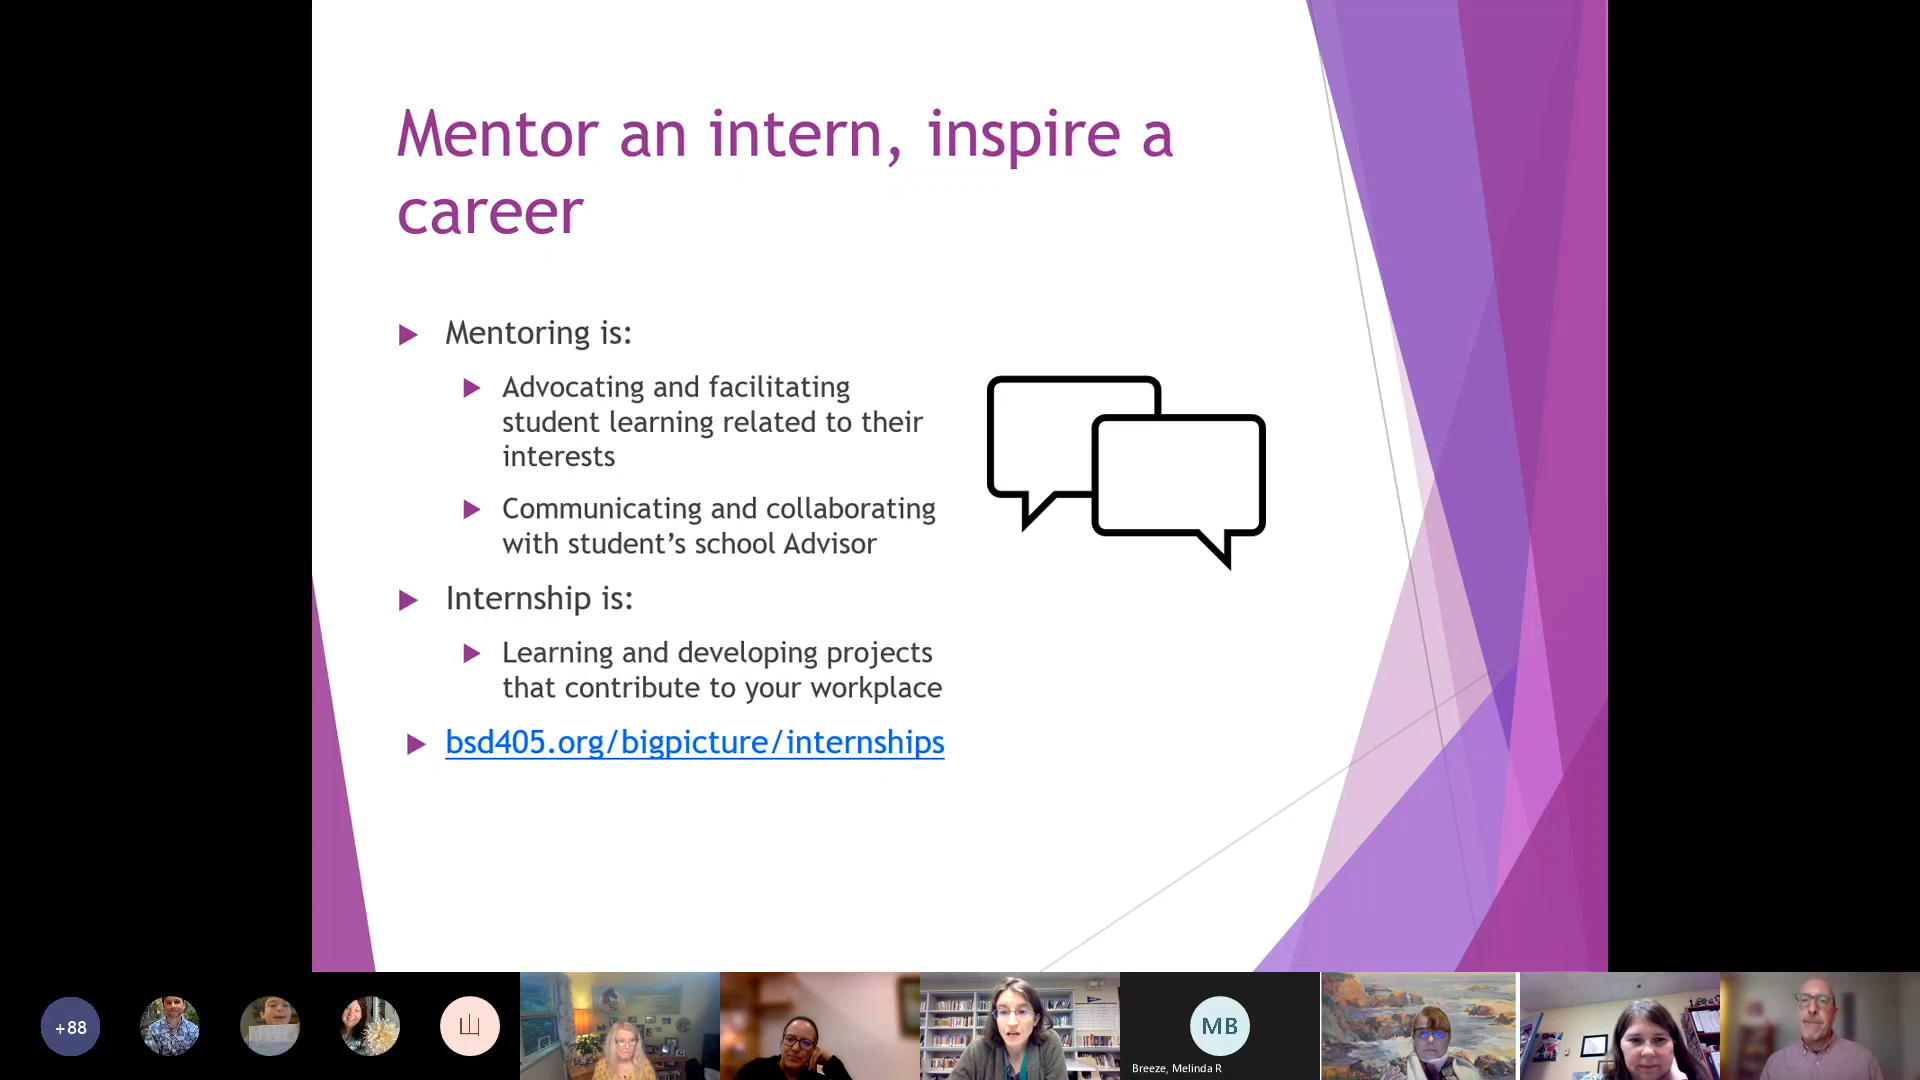 Mentor an intern, inspire a
career
Mentoring is:
Advocating and facilitating
student learning related to their
interests
Communicating and collaborating
with student’s school Advisor
Internship is:
Learning and developing projects
that contribute to your workplace
bsd405.org/bigpicture/internships
+88
Ш
MB
Breeze, Melinda R